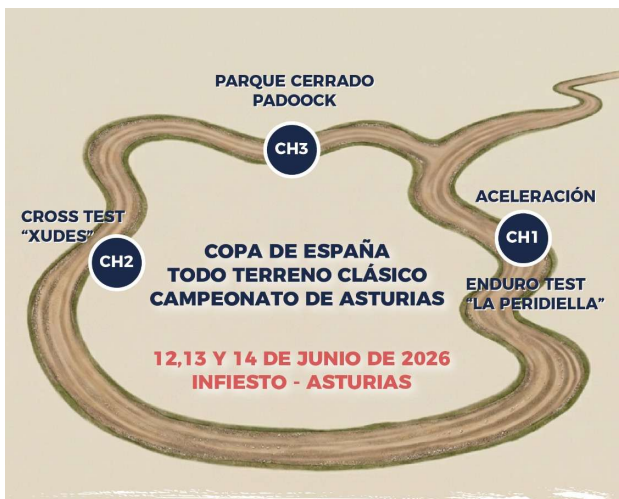 PARQUE CERRADO
PADOOCK
CH3
ACELERACIÓN
CH1
ENDURO TEST
“LA PERIDIELLA”
CROSS TEST
“XUDES”
CH2
COPA DE ESPAÑA
TODO TERRENO CLÁSICO
CAMPEONATO DE ASTURIAS
12,13 Y 14 DE JUNIO DE 2026
INFIESTO - ASTURIAS